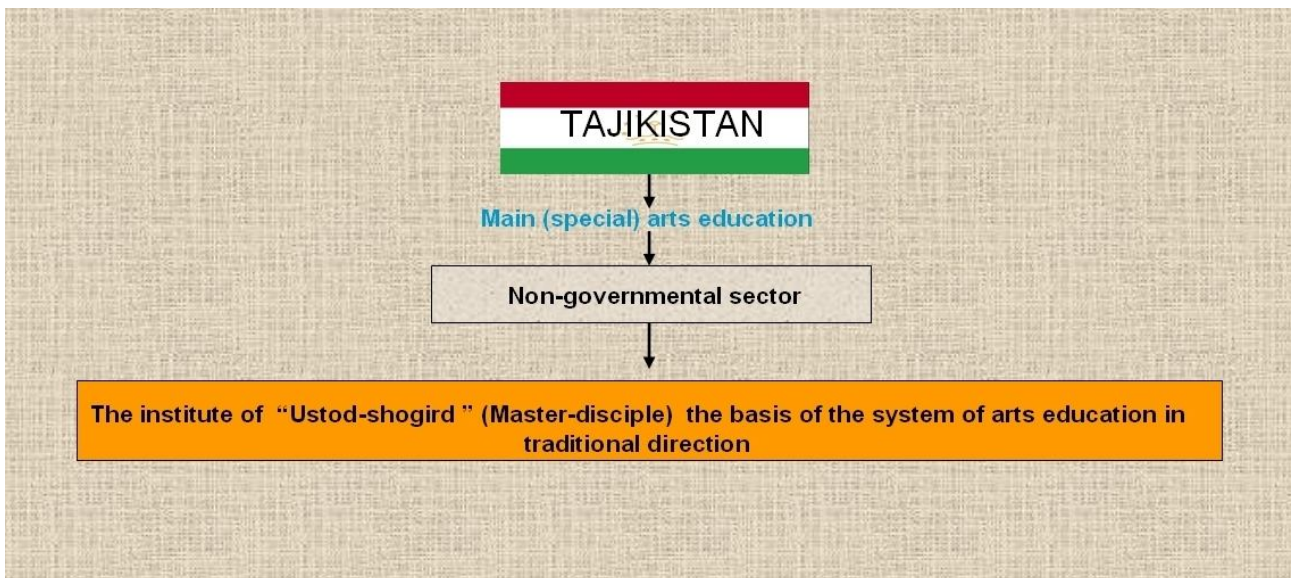 TAJIKISTAN
Main (special) arts education
Non-governmental sector
The institute of “Ustod-shogird ” (Master-disciple) the basis of the system of arts education in
traditional direction